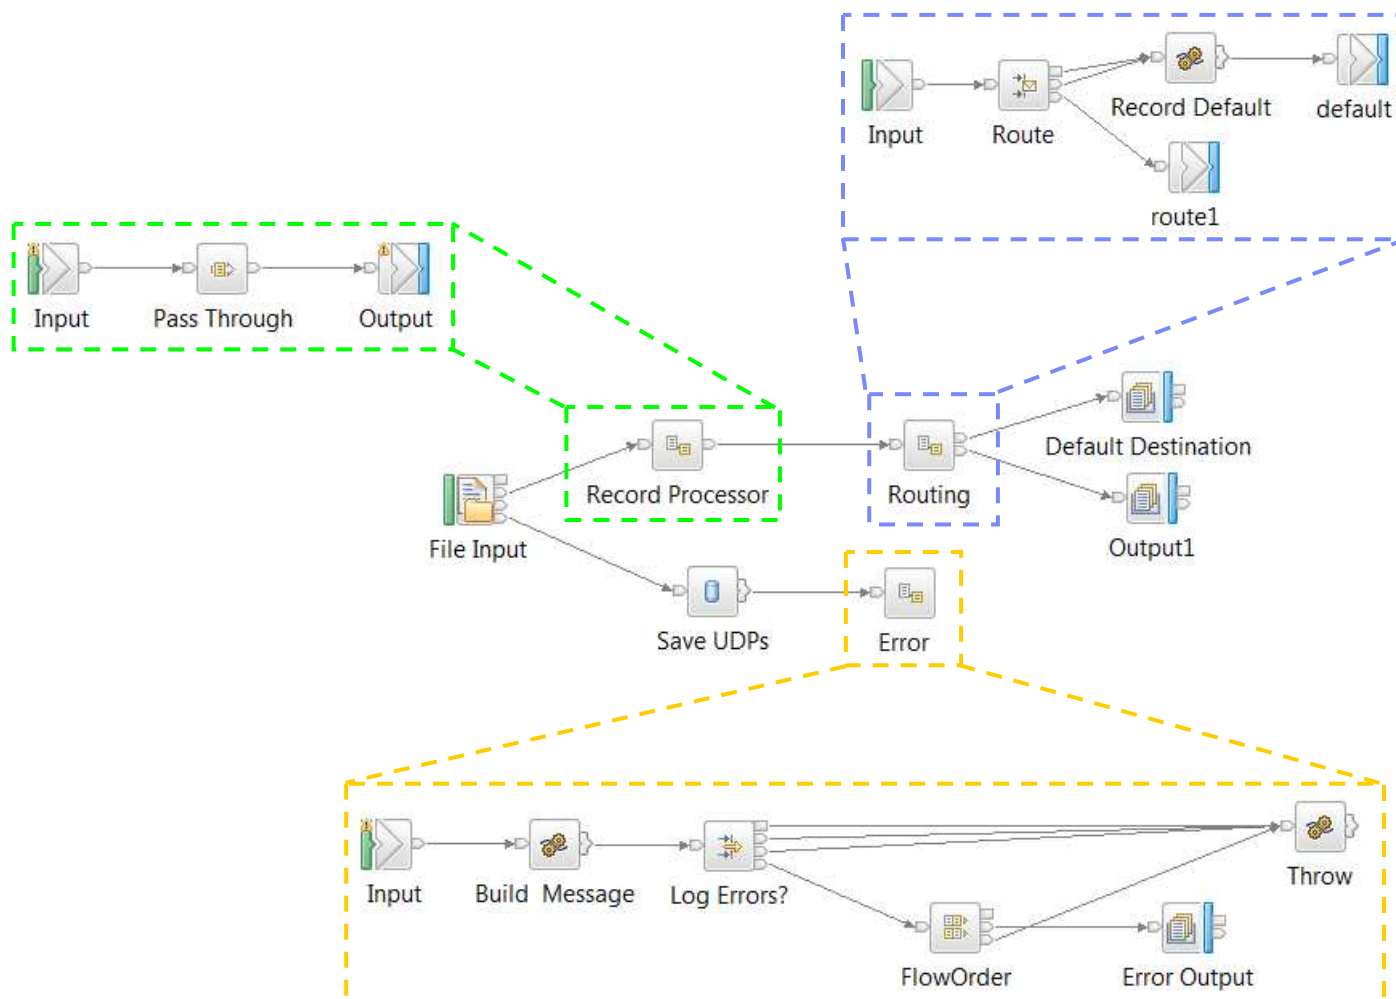 Record Default
default
Input
Route
route1
Input
Pass Through
Output
Default Destination
Record Processor
Routing
File Input
Output1
Save UDPs
Error
Throw
Input
Build Message
Log Errors?
FlowOrder
Error Output